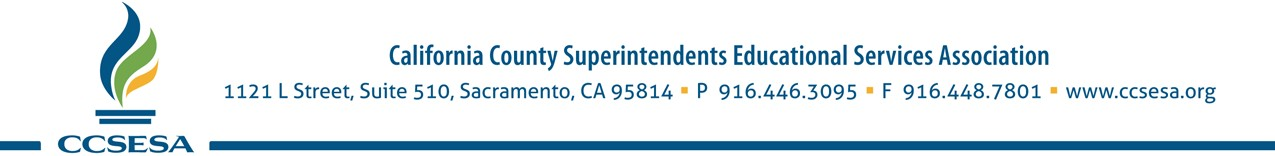 California County Superintendents Educational Services Association
1121 L Street, Suite 510, Sacramento, CA 95814 ▪ P 916.446.3095 ▪ F 916.448.7801 ▪ www.ccsesa.org
CCSESA